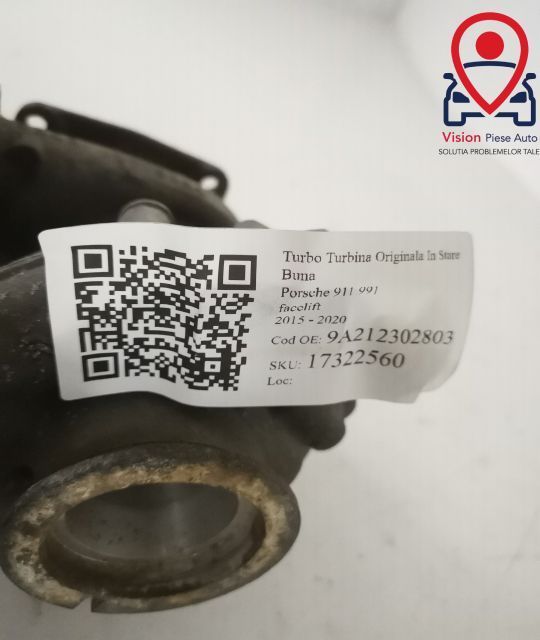 Vision Piese Auto
SOLUTIA PROBLEMELOR TALE
Turbo Turbina Originala In Stare
Buna
Porsche 911 991
facelift
2015 - 2020
Cod OE: 9A212302803
SKU: 17322560
Loc: